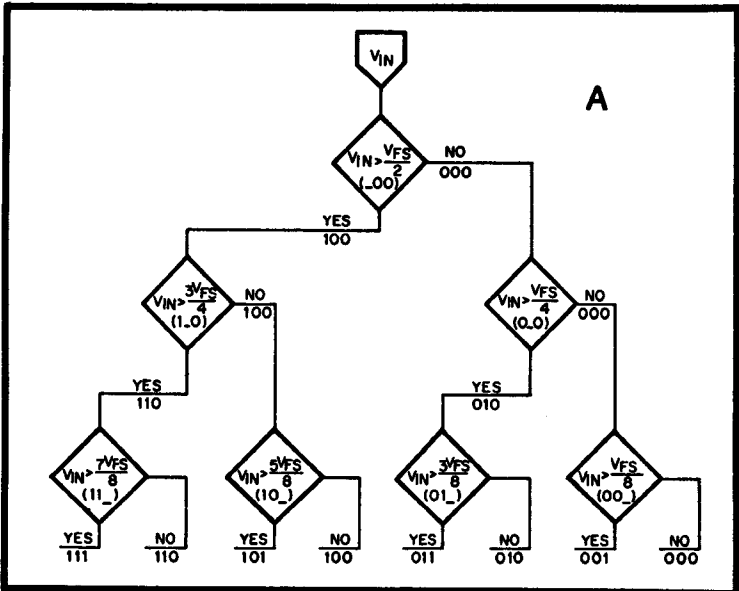 VIN
A
VIN > VFS/2
(_00)
NO
000
YES
100
VIN > 3VFS/4
(1_0)
NO
100
VIN > VFS/4
(0_0)
NO
000
YES
110
YES
010
VIN > 7VFS/8
(11_)
VIN > 5VFS/8
(10_)
VIN > 3VFS/8
(01_)
VIN > VFS/8
(00_)
YES
111
NO
110
YES
101
NO
100
YES
011
NO
010
YES
001
NO
000